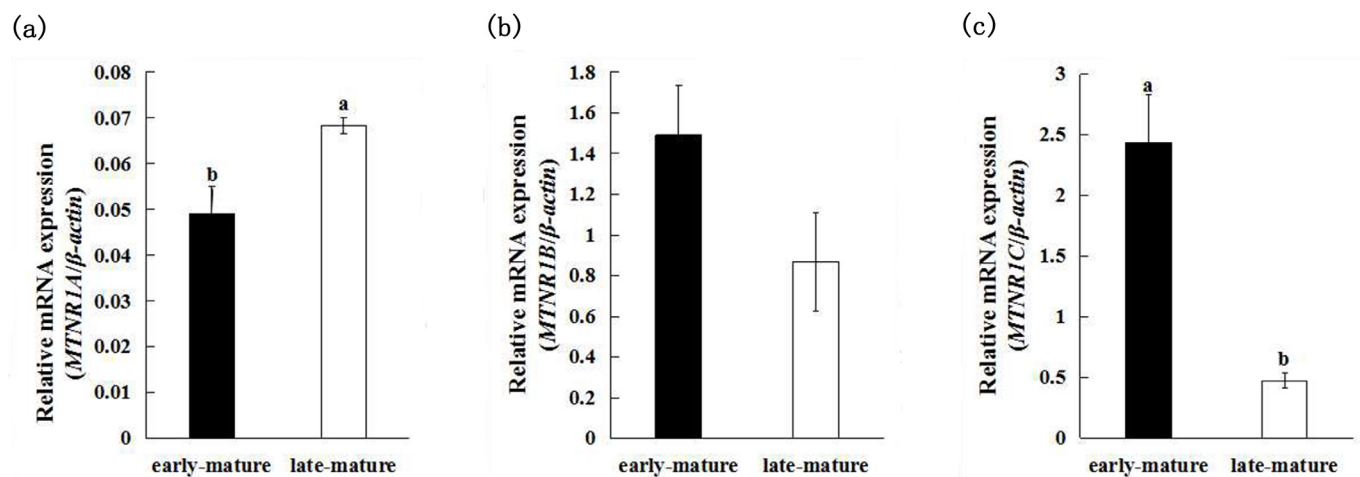 (a)
Relative mRNA expression
(MTNR1A/β-actin)
0.08
0.07
0.06
0.05
0.04
0.03
0.02
0.01
0
b
a
early-mature
late-mature
(b)
Relative mRNA expression
(MTNR1B/β-actin)
1.8
1.6
1.4
1.2
1
0.8
0.6
0.4
0.2
0
early-mature
late-mature
(c)
Relative mRNA expression
(MTNR1C/β-actin)
3
2.5
2
1.5
1
0.5
0
a
b
early-mature
late-mature